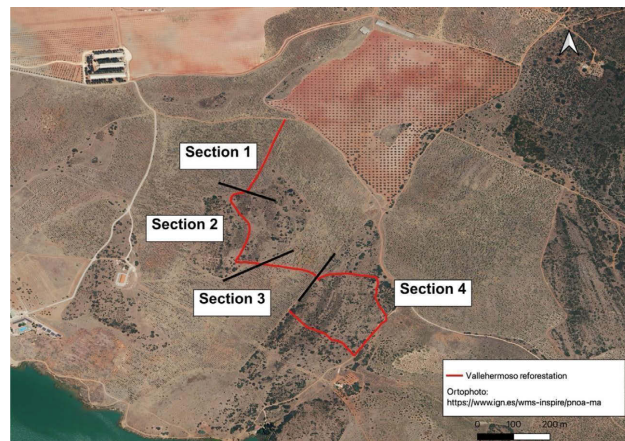 Section 1
Section 2
Section 3
Section 4
Vallehermoso reforestation
Ortophoto:
https://www.ign.es/wms-inspire/pnoa-ma
0 100 200 m